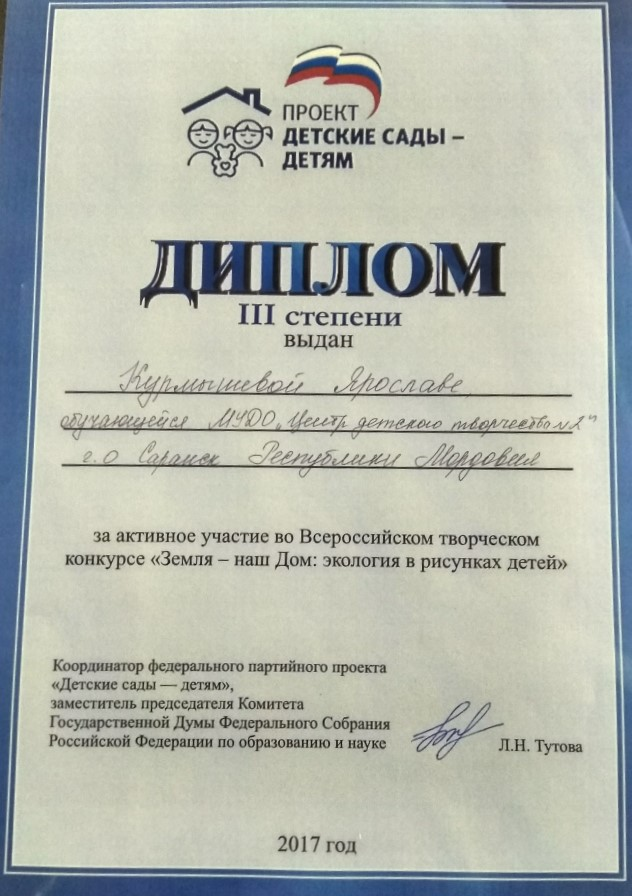 ПРОЕКТ
ДЕТСКИЕ САДЫ –
ДЕТЯМ
ДИПЛОМ
III степени
выдан
Курмышевой Ярославе,
обучающейся МУДО „Центр детского творчества №2"
г.о Саранск Республики Мордовия
за активное участие во Всероссийском творческом
конкурсе «Земля – наш Дом: экология в рисунках детей»
Координатор федерального партийного проекта
«Детские сады — детям»,
заместитель председателя Комитета
Государственной Думы Федерального Собрания
Российской Федерации по образованию и науке
Л.Н. Тутова
2017 год